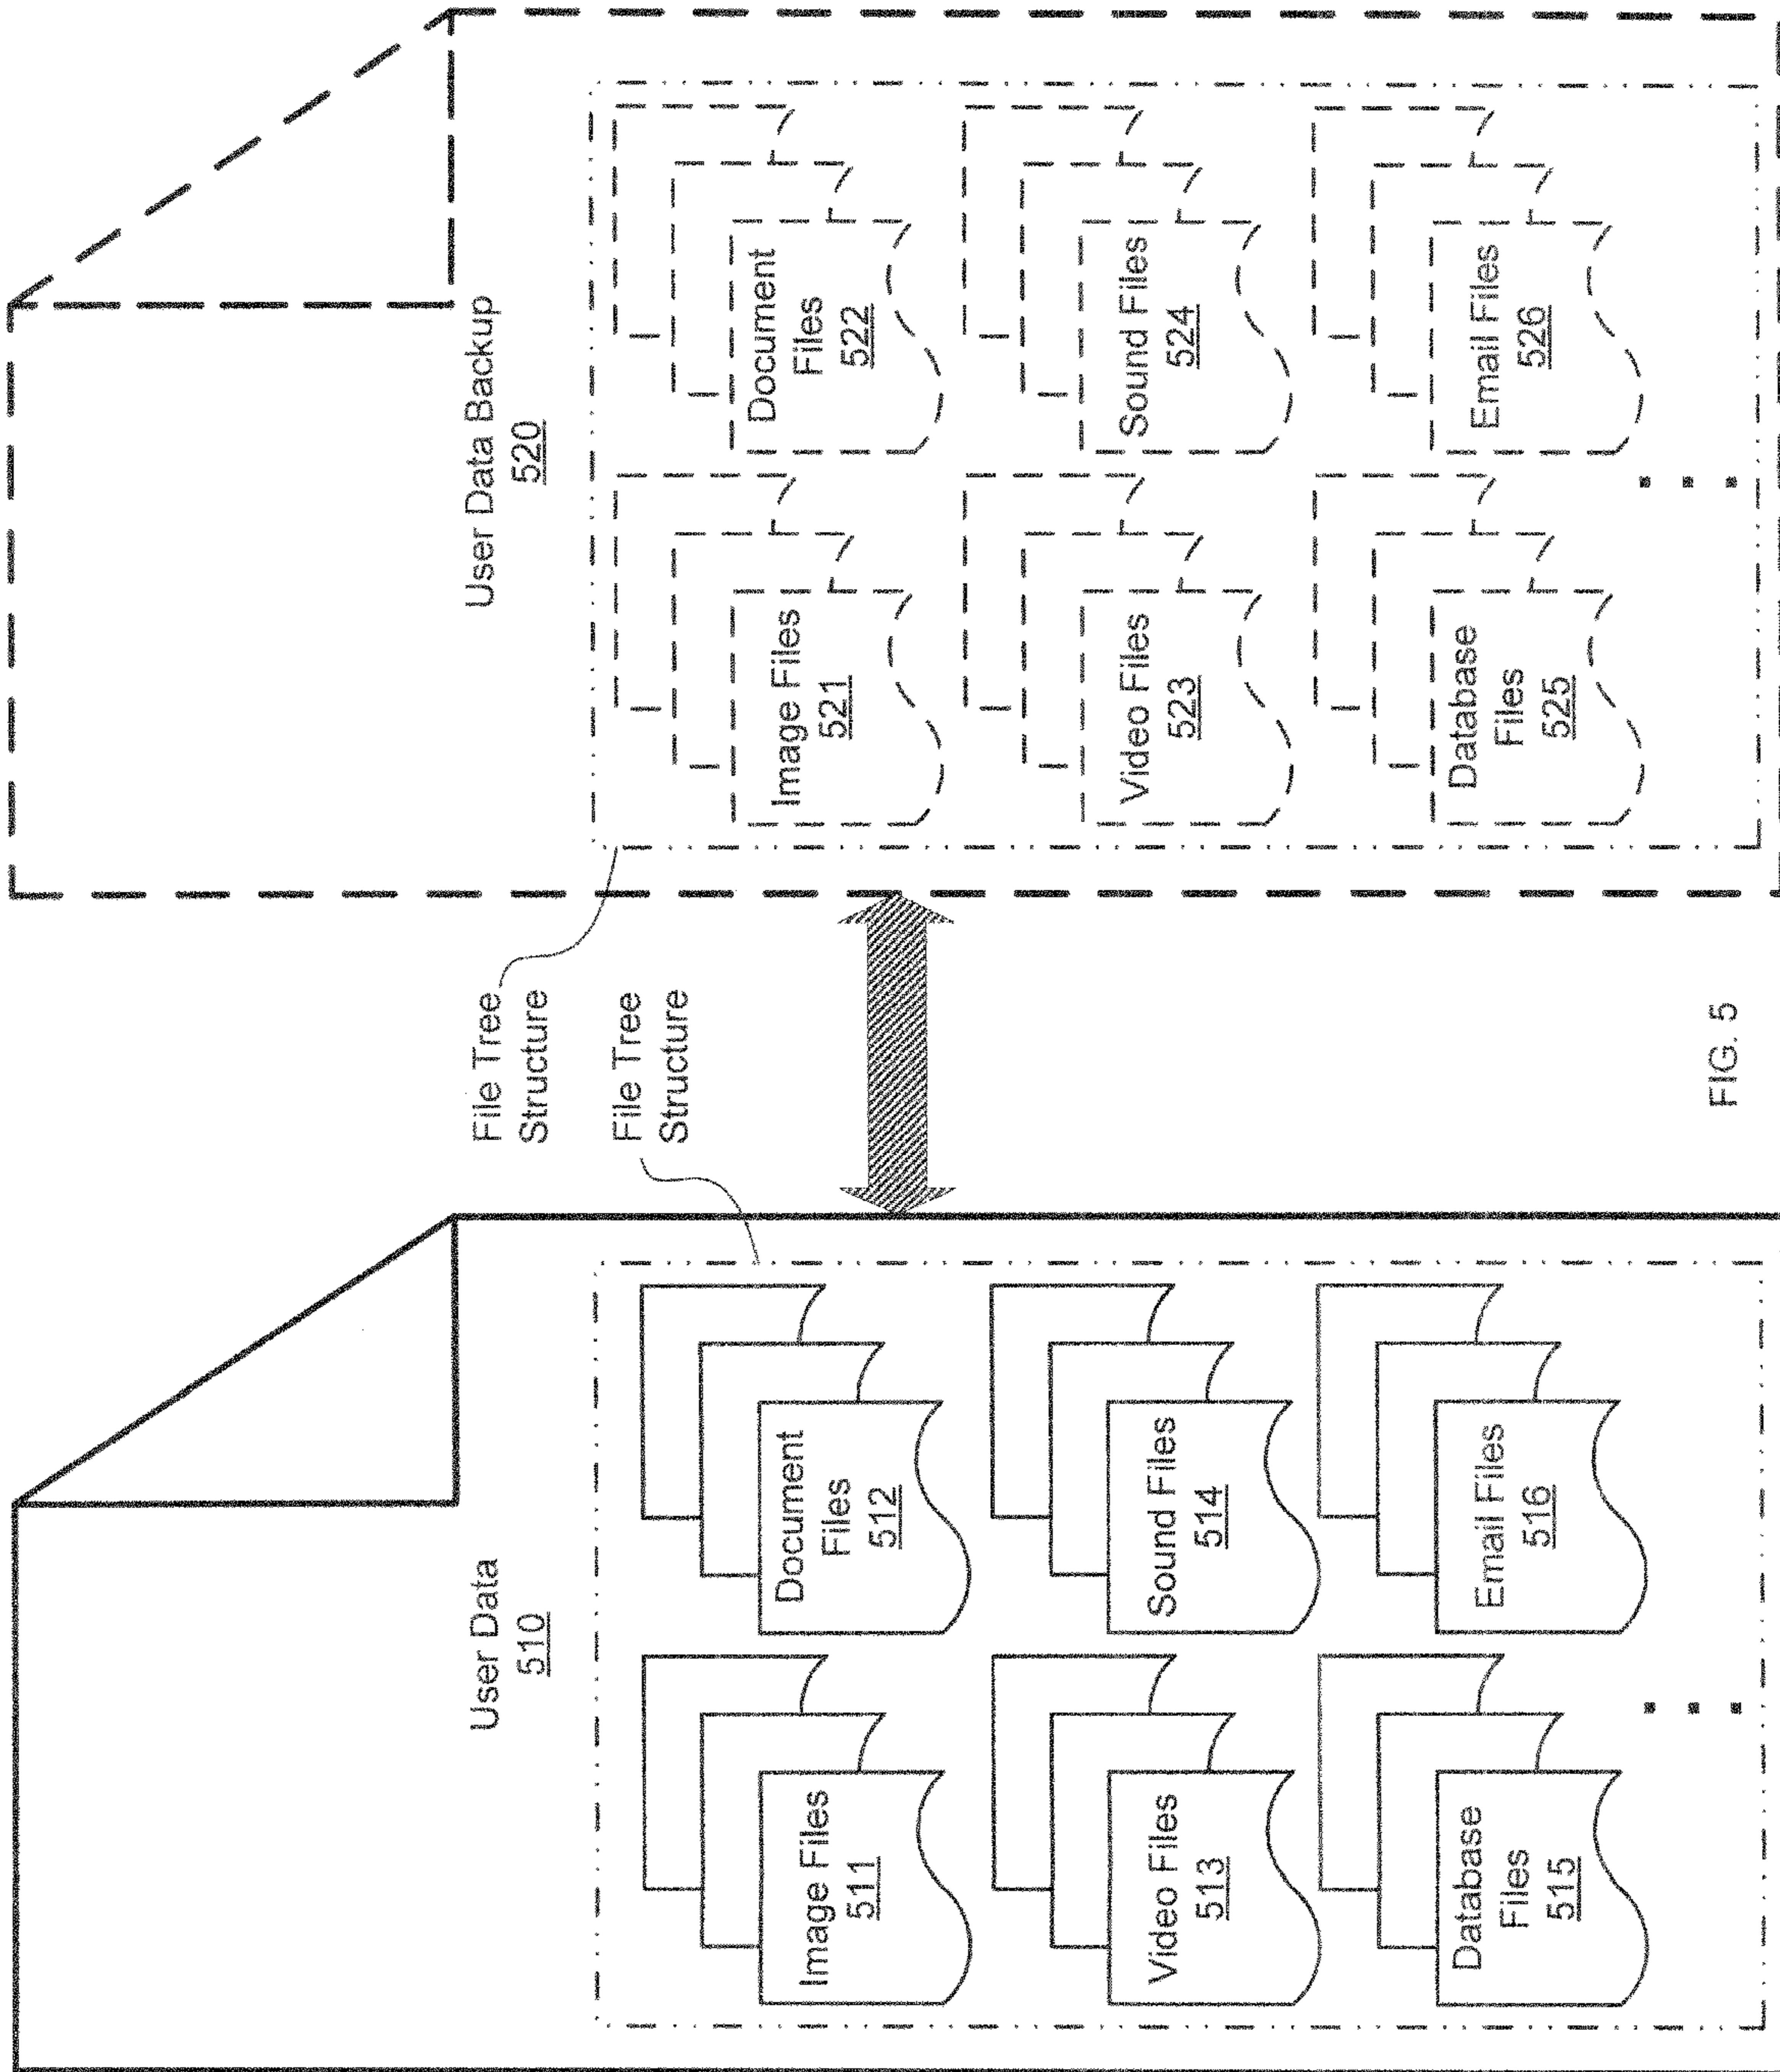 User Data
510
File Tree
Structure
Image Files
511
Document
Files
512
Video Files
513
Sound Files
514
Database
Files
515
Email Files
516
User Data Backup
520
File Tree
Structure
Image Files
521
Document
Files
522
Video Files
523
Sound Files
524
Database
Files
525
Email Files
526
FIG. 5